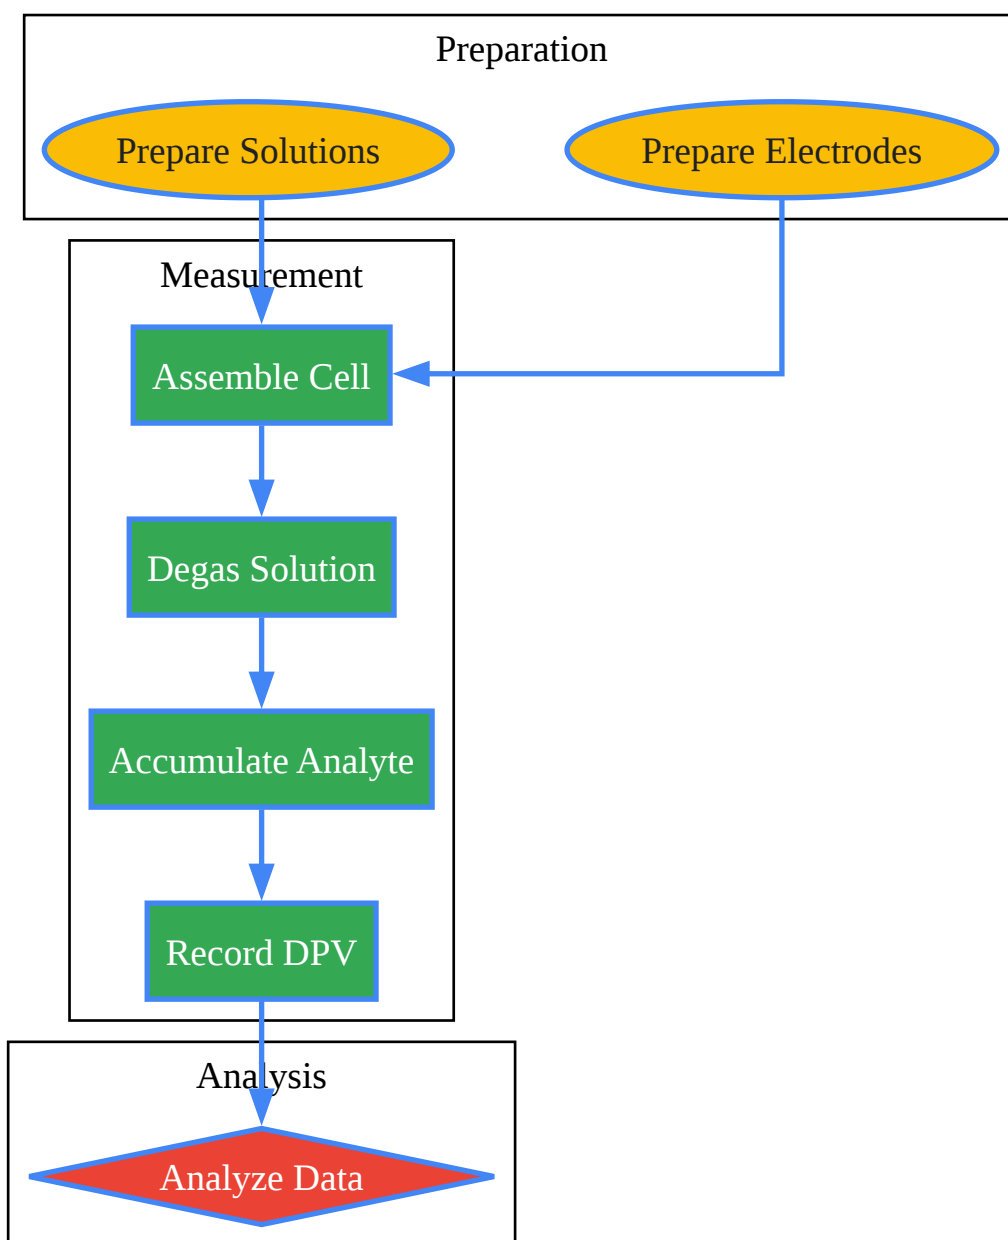 Preparation
Prepare Solutions
Prepare Electrodes
Measurement
Assemble Cell
Degas Solution
Accumulate Analyte
Record DPV
Analysis
Analyze Data